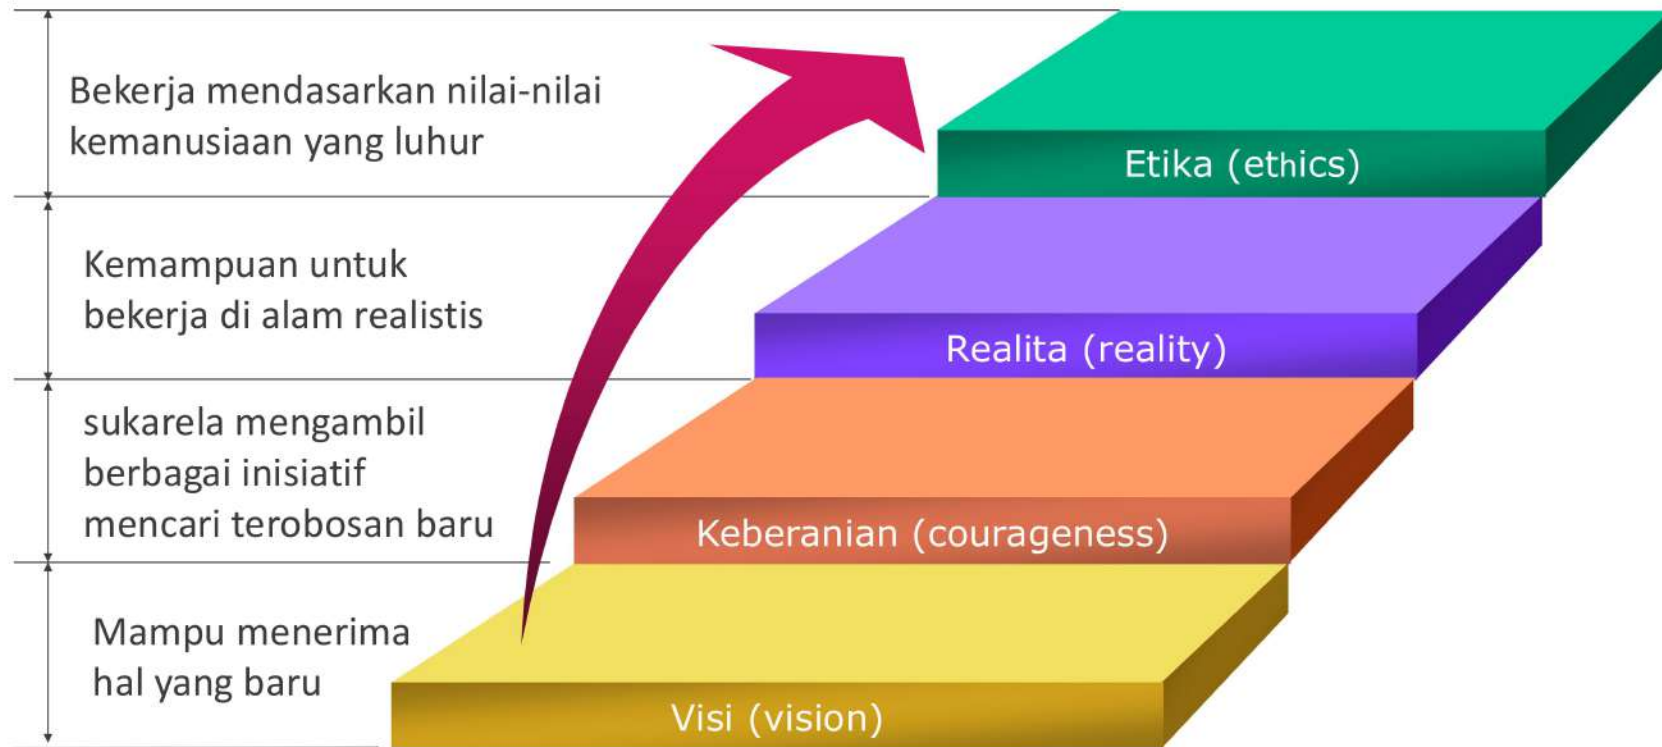 Bekerja mendasarkan nilai-nilai
kemanusiaan yang luhur
Etika (ethics)
Kemampuan untuk
bekerja di alam realistis
Realita (reality)
sukarela mengambil
berbagai inisiatif
mencari terobosan baru
Keberanian (courageness)
Mampu menerima
hal yang baru
Visi (vision)